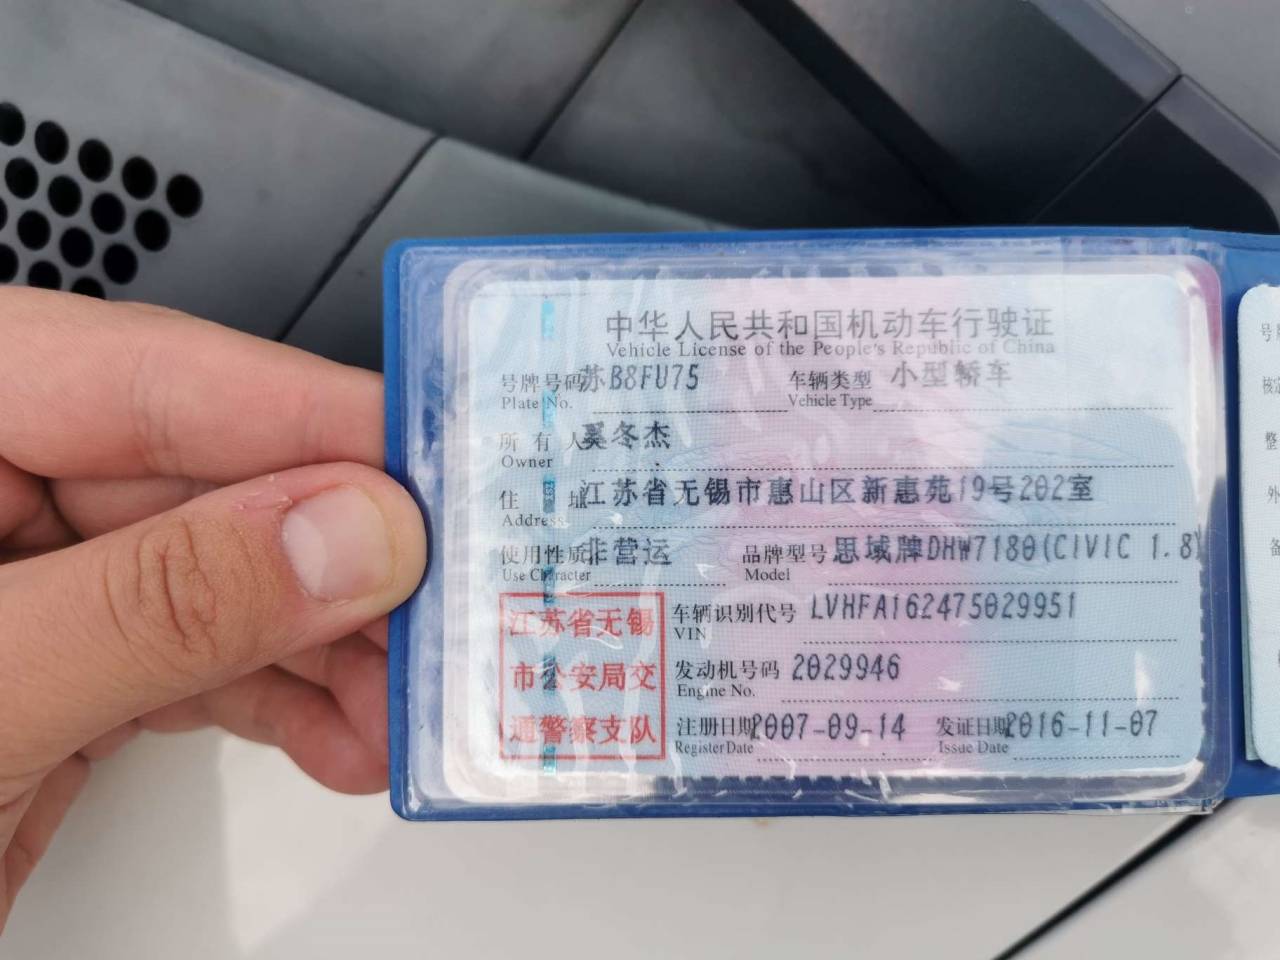 中华人民共和国机动车行驶证
Vehicle License of the People's Republic of China
号牌号码 苏B8FU75 车辆类型 小型轿车
Plate No. Vehicle Type
所有人 奚冬杰
Owner
住址 江苏省无锡市惠山区新惠苑19号202室
Address
使用性质 非营运 品牌型号 思域牌DHW7180(CIVIC 1.8)
Use Character Model
江苏省无锡
市公安局交
通警察支队
车辆识别代号 LVHFA162475029951
VIN
发动机号码 2029946
Engine No.
注册日期 2007-09-14 发证日期 2016-11-07
Register Date Issue Date
号
核
整
外